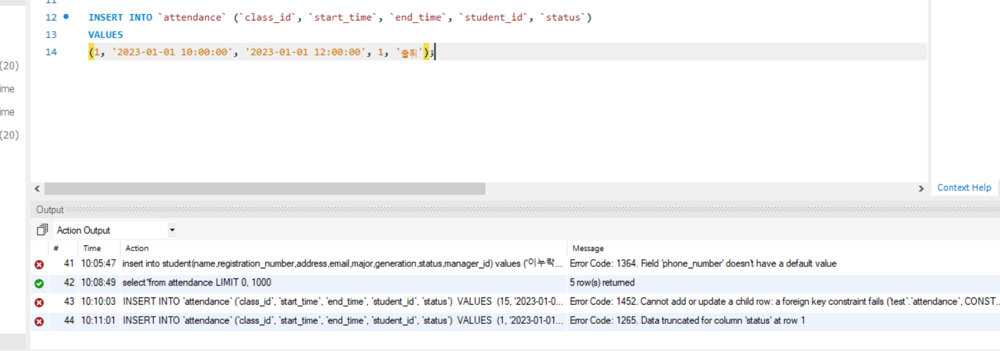 11
12 INSERT INTO `attendance` (`class_id`, `start_time`, `end_time`, `student_id`, `status`)
13 VALUES
14 (1, '2023-01-01 10:00:00', '2023-01-01 12:00:00', 1, '출튀');
(20)
ime
ime
(20)
Context Help
Output
Action Output
# Time Action Message
41 10:05:47 insert into student(name,registration_number,address,email,major,generation,status,manager_id) values ('이누락... Error Code: 1364. Field 'phone_number' doesn't have a default value
42 10:08:49 select*from attendance LIMIT 0, 1000 5 row(s) returned
43 10:10:03 INSERT INTO `attendance` (`class_id`, `start_time`, `end_time`, `student_id`, `status`) VALUES (15, '2023-01-0... Error Code: 1452. Cannot add or update a child row: a foreign key constraint fails (`test`.`attendance`, CONST...
44 10:11:01 INSERT INTO `attendance` (`class_id`, `start_time`, `end_time`, `student_id`, `status`) VALUES (1, '2023-01-01... Error Code: 1265. Data truncated for column 'status' at row 1